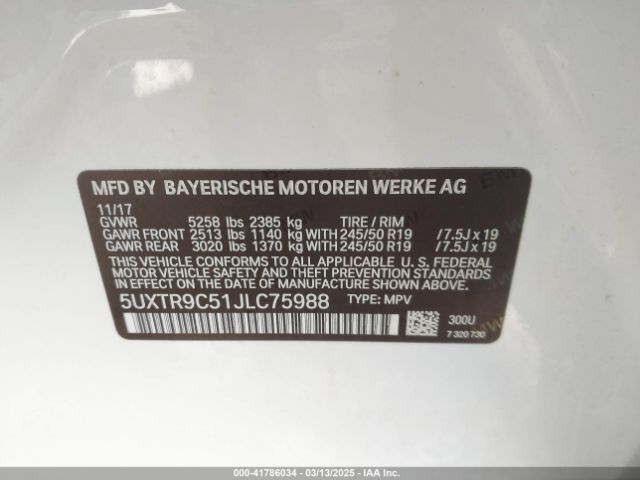 MFD BY BAYERISCHE MOTOREN WERKE AG
11/17
GVWR 5258 lbs 2385 kg TIRE / RIM
GAWR FRONT 2513 lbs 1140 kg WITH 245/50 R19 /7.5J x 19
GAWR REAR 3020 lbs 1370 kg WITH 245/50 R19 /7.5J x 19
THIS VEHICLE CONFORMS TO ALL APPLICABLE U. S. FEDERAL
MOTOR VEHICLE SAFETY, BUMPER, AND THEFT PREVENTION STANDARDS
IN EFFECT ON THE DATE OF MANUFACTURE SHOWN ABOVE.
5UXTR9C51JLC75988 TYPE: MPV
300U
7 320 730
000-41786034 - 03/13/2025 - IAA Inc.